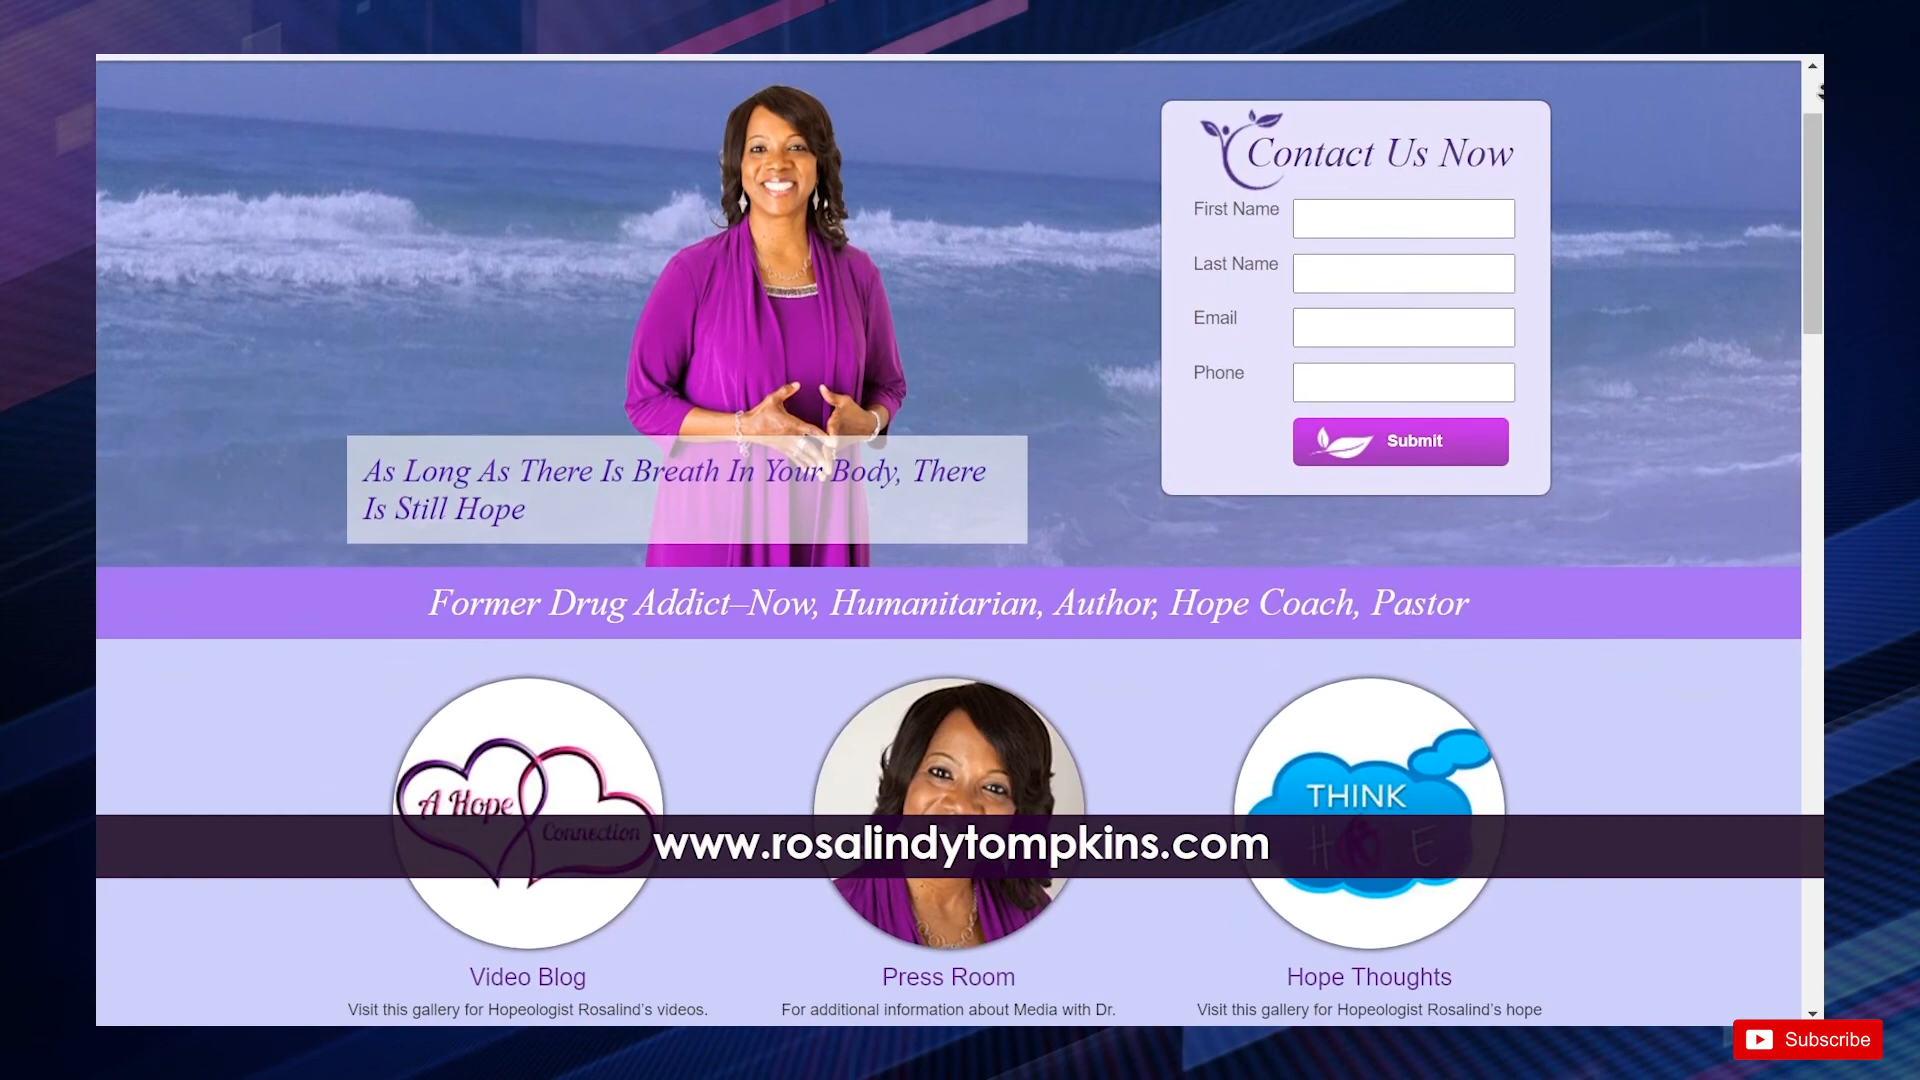 Contact Us Now
First Name
Last Name
Email
Phone
Submit
As Long As There Is Breath In Your Body, There
Is Still Hope
Former Drug Addict–Now, Humanitarian, Author, Hope Coach, Pastor
A Hope
Connection
THINK
H E
www.rosalindytompkins.com
Video Blog
Press Room
Hope Thoughts
Visit this gallery for Hopeologist Rosalind’s videos.
For additional information about Media with Dr.
Visit this gallery for Hopeologist Rosalind’s hope
Subscribe